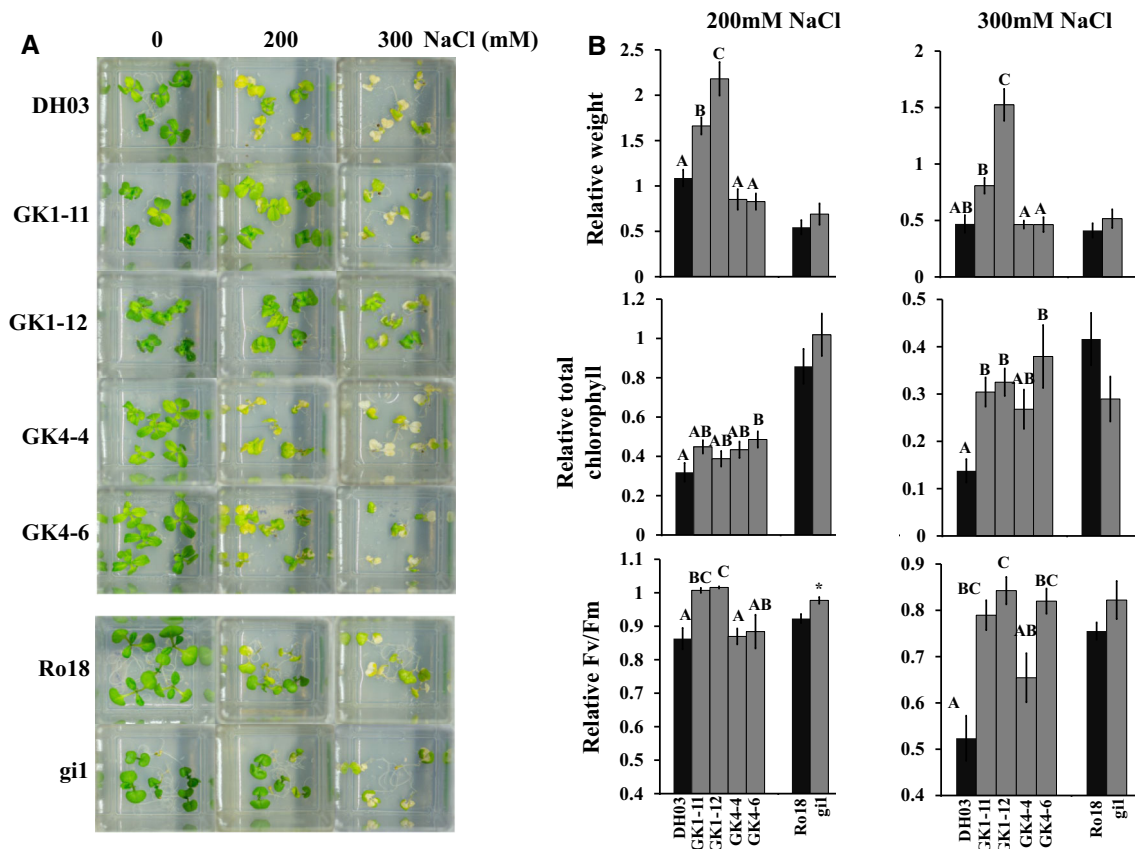 A
0 200 300 NaCl (mM)
DH03
GK1-11
GK1-12
GK4-4
GK4-6
Ro18
gi1
B
200mM NaCl
300mM NaCl
Relative weight
2.5
2
1.5
1
0.5
0
A
B
C
A
A
2
1.5
1
0.5
0
AB
B
C
A
A
Relative total
chlorophyll
1.2
1
0.8
0.6
0.4
0.2
0
A
AB
AB
AB
B
0.5
0.4
0.3
0.2
0.1
0
A
B
B
AB
B
Relative Fv/Fm
1.1
1
0.9
0.8
0.7
0.6
0.5
0.4
A
BC
C
A
AB
*
0.9
0.8
0.7
0.6
0.5
0.4
A
BC
C
AB
BC
DH03
GK1-11
GK1-12
GK4-4
GK4-6
Ro18
gi1
DH03
GK1-11
GK1-12
GK4-4
GK4-6
Ro18
gi1